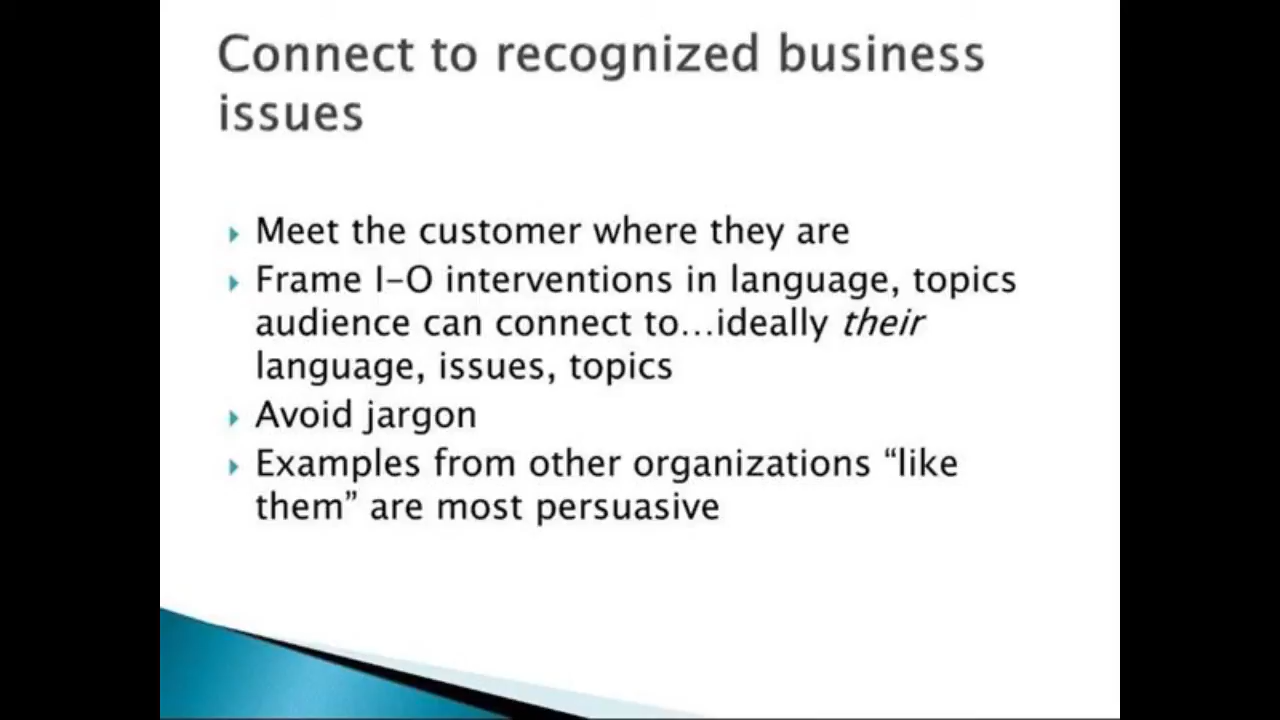 Connect to recognized business
issues
Meet the customer where they are
Frame I-O interventions in language, topics
audience can connect to...ideally their
language, issues, topics
Avoid jargon
Examples from other organizations “like
them” are most persuasive